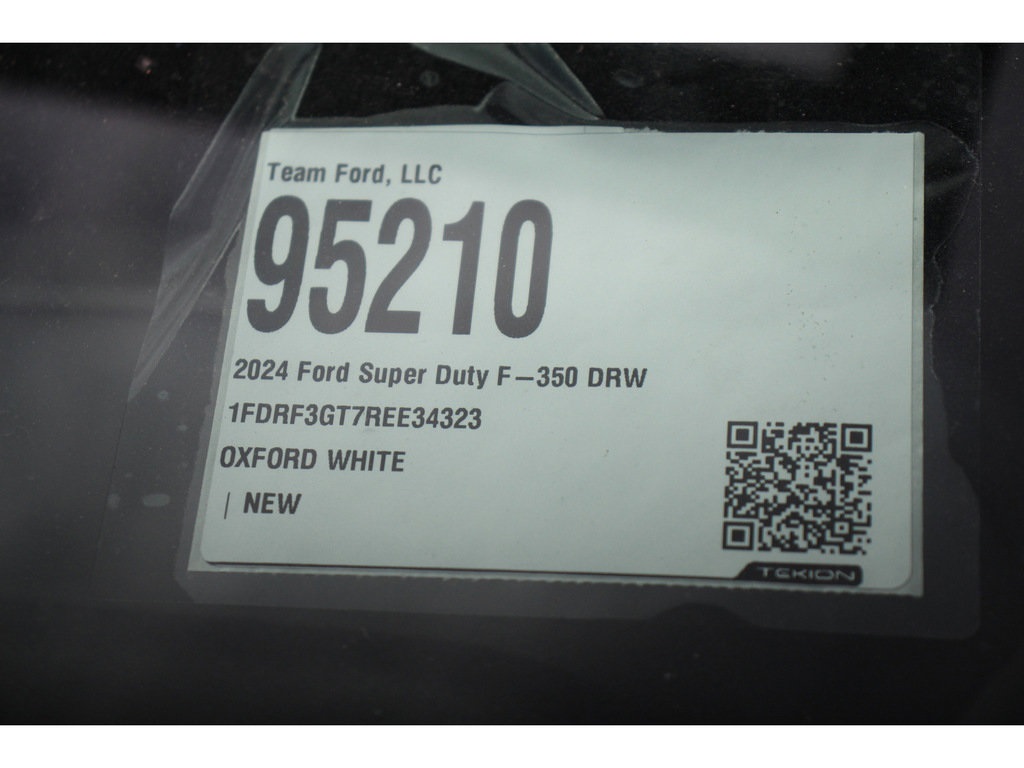 Team Ford, LLC
95210
2024 Ford Super Duty F-350 DRW
1FDRF3GT7REE34323
OXFORD WHITE
| NEW
TEKION